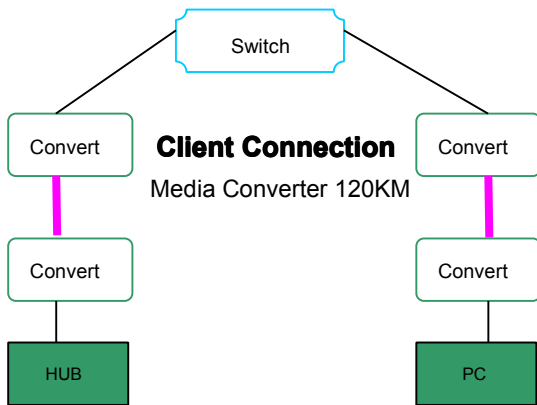 Switch
Convert
Convert
Client Connection
Media Converter 120KM
Convert
Convert
HUB
PC